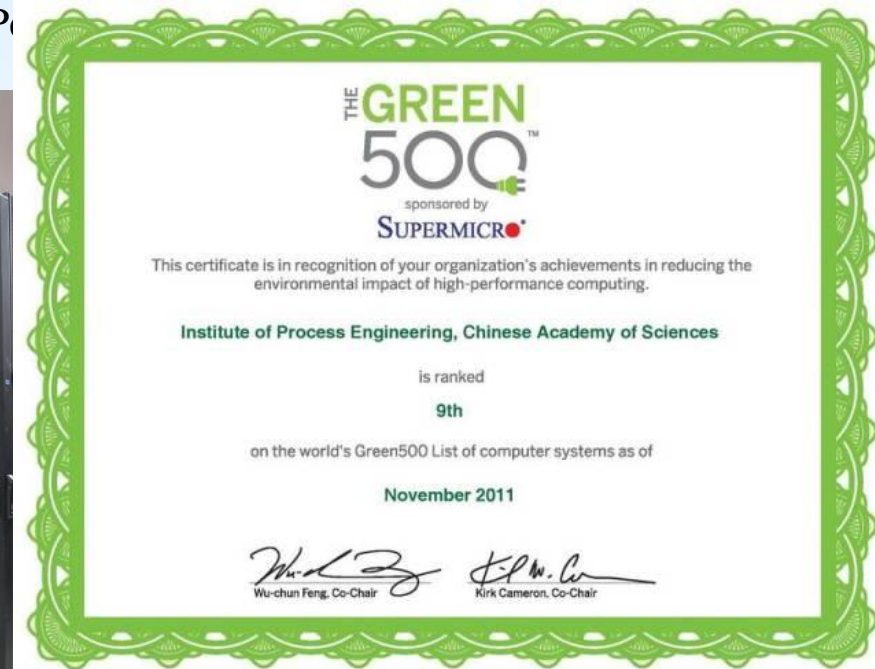 THE GREEN
500™
sponsored by
SUPERMICRO
This certificate is in recognition of your organization's achievements in reducing the
environmental impact of high-performance computing.
Institute of Process Engineering, Chinese Academy of Sciences
is ranked
9th
on the world's Green500 List of computer systems as of
November 2011
Wu-chun Feng, Co-Chair
Kirk Cameron, Co-Chair